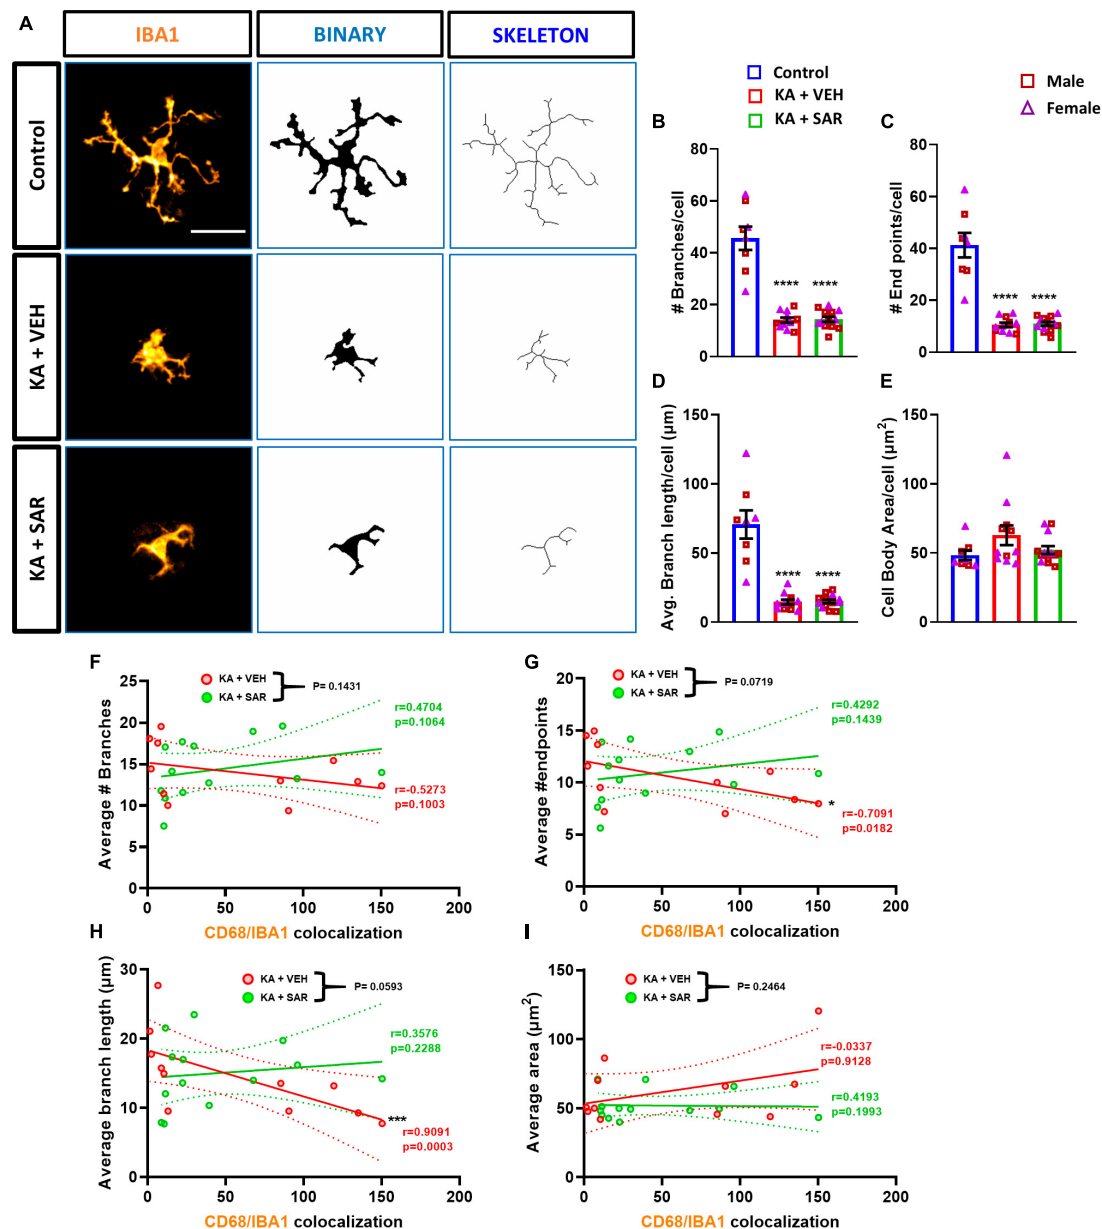 A
IBA1
BINARY
SKELETON
Control
KA + VEH
KA + SAR
Control
KA + VEH
KA + SAR
Male
Female
B
# Branches/cell
80
60
40
20
0
****
****
C
# End points/cell
80
60
40
20
0
****
****
D
Avg. Branch length/cell (μm)
150
100
50
0
****
****
E
Cell Body Area/cell (μm²)
150
100
50
0
F
Average # Branches
25
20
15
10
5
0
KA + VEH
KA + SAR
P= 0.1431
r=0.4704
p=0.1064
r=-0.5273
p=0.1003
0
50
100
150
200
CD68/IBA1 colocalization
G
Average #endpoints
20
15
10
5
0
KA + VEH
KA + SAR
P= 0.0719
r=0.4292
p=0.1439
*
r=-0.7091
p=0.0182
0
50
100
150
200
CD68/IBA1 colocalization
H
Average branch length (μm)
30
20
10
0
KA + VEH
KA + SAR
P= 0.0593
r=0.3576
p=0.2288
***
r=0.9091
p=0.0003
0
50
100
150
200
CD68/IBA1 colocalization
I
Average area (μm²)
150
100
50
0
KA + VEH
KA + SAR
P= 0.2464
r=-0.0337
p=0.9128
r=0.4193
p=0.1993
0
50
100
150
200
CD68/IBA1 colocalization